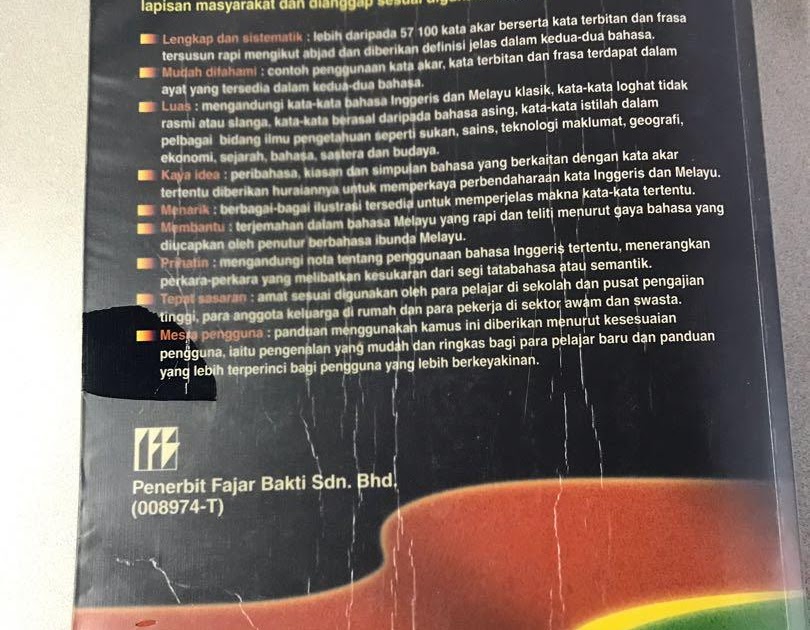 lapisan masyarakat dan dianggap sesuai
Lengkap dan sistematik : lebih daripada 57 100 kata akar berserta kata terbitan dan frasa
tersusun rapi mengikut abjad dan diberikan definisi jelas dalam kedua-dua bahasa.
Mudah difahami : contoh penggunaan kata akar, kata terbitan dan frasa terdapat dalam
ayat yang tersedia dalam kedua-dua bahasa.
Luas : mengandungi kata-kata bahasa Inggeris dan Melayu klasik, kata-kata loghat tidak
rasmi atau slanga, kata-kata berasal daripada bahasa asing, kata-kata istilah dalam
pelbagai bidang ilmu pengetahuan seperti sukan, sains, teknologi maklumat, geografi,
ekonomi, sejarah, bahasa, sastera dan budaya.
Kaya idea : peribahasa, kiasan dan simpulan bahasa yang berkaitan dengan kata akar
tertentu diberikan huraiannya untuk memperkaya perbendaharaan kata Inggeris dan Melayu.
Menarik : berbagai-bagai ilustrasi tersedia untuk memperjelas makna kata-kata tertentu.
Membantu : terjemahan dalam bahasa Melayu yang rapi dan teliti menurut gaya bahasa yang
diucapkan oleh penutur berbahasa ibunda Melayu.
Prihatin : mengandungi nota tentang penggunaan bahasa Inggeris tertentu, menerangkan
perkara-perkara yang melibatkan kesukaran dari segi tatabahasa atau semantik.
Tepat sasaran : amat sesuai digunakan oleh para pelajar di sekolah dan pusat pengajian
tinggi, para anggota keluarga di rumah dan para pekerja di sektor awam dan swasta.
Mesra pengguna : panduan menggunakan kamus ini diberikan menurut kesesuaian
pengguna, iaitu pengenalan yang mudah dan ringkas bagi para pelajar baru dan panduan
yang lebih terperinci bagi pengguna yang lebih berkeyakinan.
Penerbit Fajar Bakti Sdn. Bhd.
(008974-T)